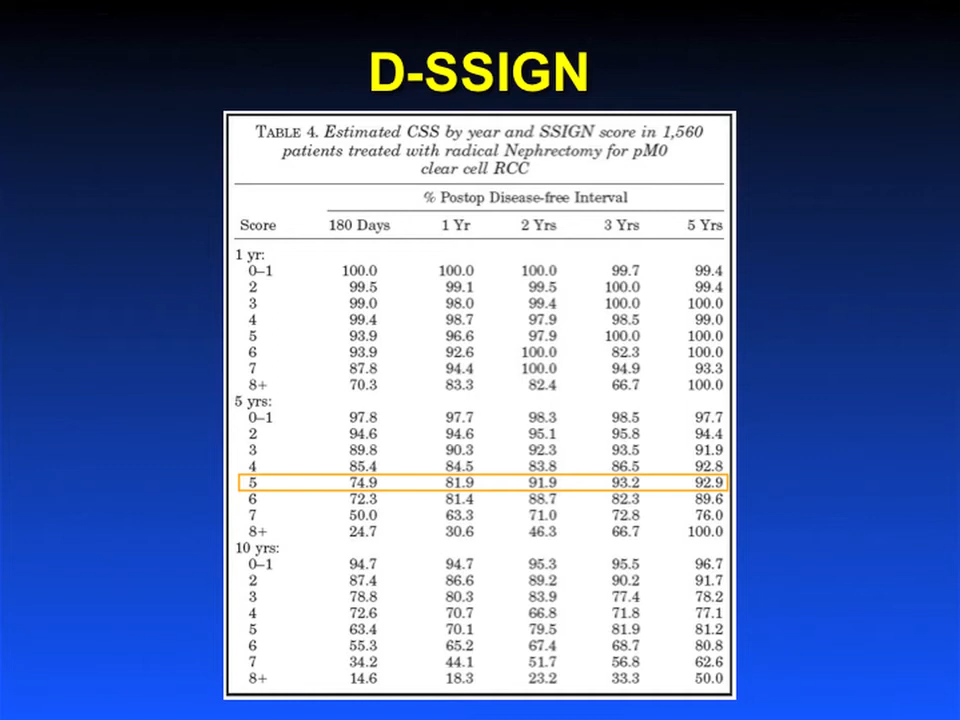 D-SSIGN
TABLE 4. Estimated CSS by year and SSIGN score in 1,560
patients treated with radical Nephrectomy for pM0
clear cell RCC
% Postop Disease-free Interval
Score 180 Days 1 Yr 2 Yrs 3 Yrs 5 Yrs
1 yr:
0–1 100.0 100.0 100.0 99.7 99.4
2 99.5 99.1 99.5 100.0 99.4
3 99.0 98.0 99.4 100.0 100.0
4 99.4 98.7 97.9 98.5 99.0
5 93.9 96.6 97.9 100.0 100.0
6 93.9 92.6 100.0 82.3 100.0
7 87.8 94.4 100.0 94.9 93.3
8+ 70.3 83.3 82.4 66.7 100.0
5 yrs:
0–1 97.8 97.7 98.3 98.5 97.7
2 94.6 94.6 95.1 95.8 94.4
3 89.8 90.3 92.3 93.5 91.9
4 85.4 84.5 83.8 86.5 92.8
5 74.9 81.9 91.9 93.2 92.9
6 72.3 81.4 88.7 82.3 89.6
7 50.0 63.3 71.0 72.8 76.0
8+ 24.7 30.6 46.3 66.7 100.0
10 yrs:
0–1 94.7 94.7 95.3 95.5 96.7
2 87.4 86.6 89.2 90.2 91.7
3 78.8 80.3 83.9 77.4 78.2
4 72.6 70.7 66.8 71.8 77.1
5 63.4 70.1 79.5 81.9 81.2
6 55.3 65.2 67.4 68.7 80.8
7 34.2 44.1 51.7 56.8 62.6
8+ 14.6 18.3 23.2 33.3 50.0